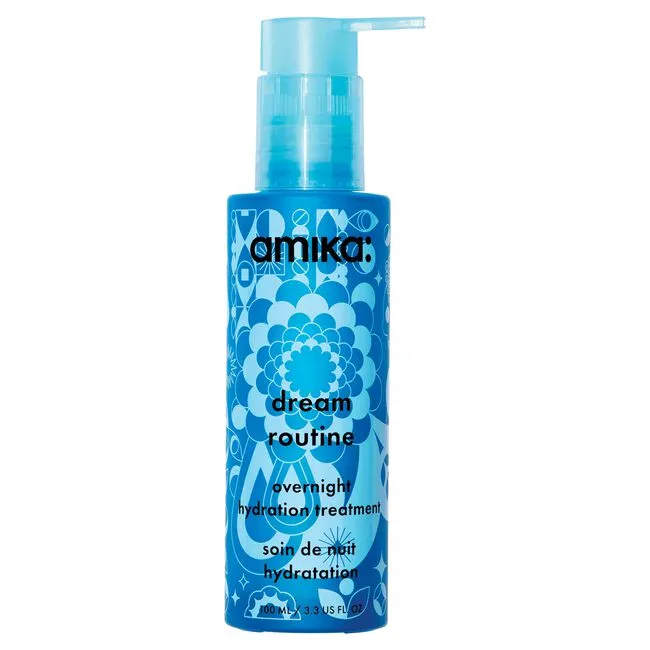 amika:
dream
routine
overnight
hydration treatment
soin de nuit
hydratation
100 ML / 3.3 US FL. OZ